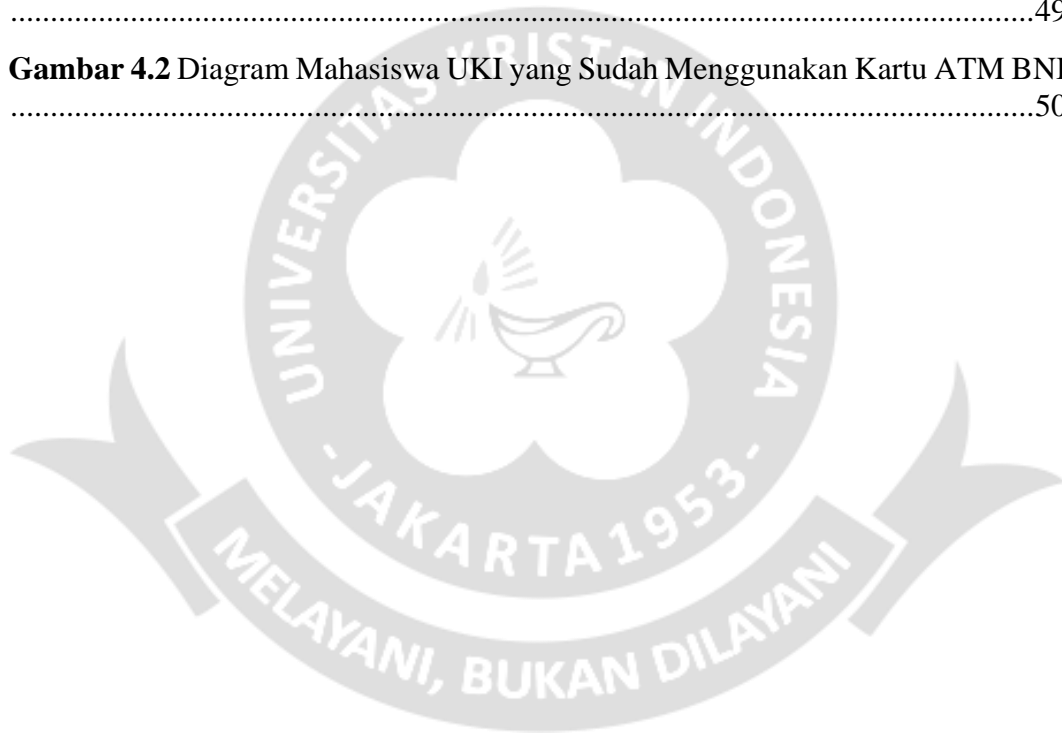 ....................................................................................................................49
Gambar 4.2 Diagram Mahasiswa UKI yang Sudah Menggunakan Kartu ATM BNI
....................................................................................................................50
UNIVERSITAS KRISTEN INDONESIA
-JAKARTA 1953-
MELAYANI, BUKAN DILAYANI